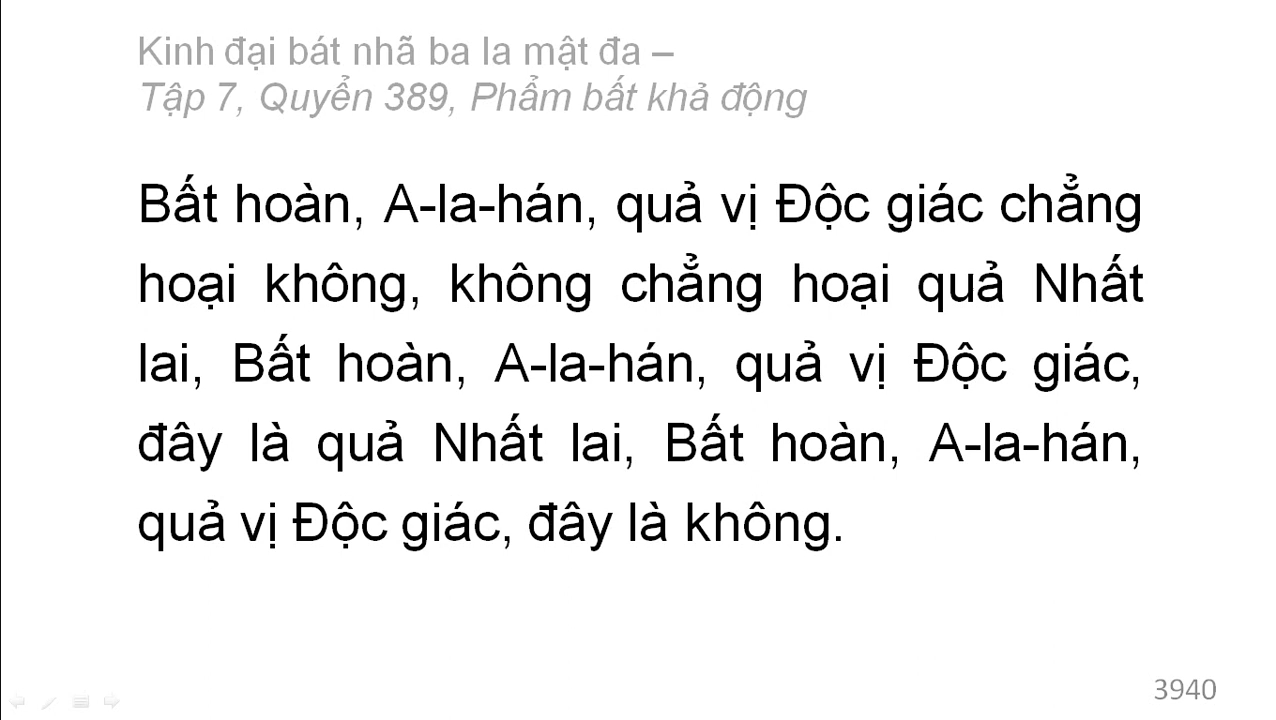 Kinh đại bát nhã ba la mật đa –
Tập 7, Quyển 389, Phẩm bất khả động
Bất hoàn, A-la-hán, quả vị Độc giác chẳng
hoại không, không chẳng hoại quả Nhất
lai, Bất hoàn, A-la-hán, quả vị Độc giác,
đây là quả Nhất lai, Bất hoàn, A-la-hán,
quả vị Độc giác, đây là không.
3940